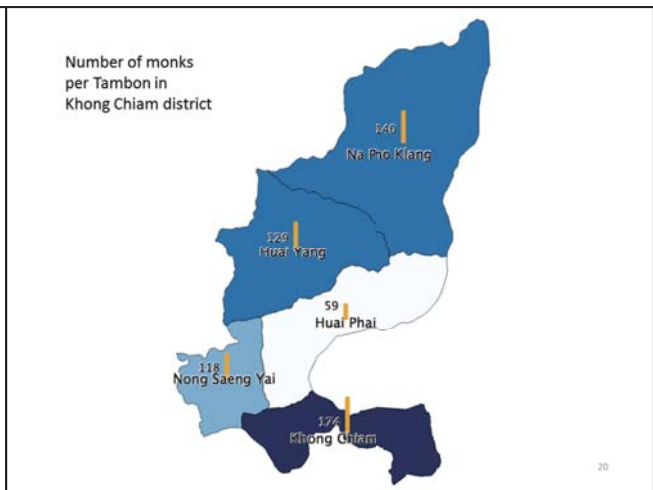 Number of monks
per Tambon in
Khong Chiam district
140
Na Pho Klang
129
Huai Yang
59
Huai Phai
118
Nong Saeng Yai
174
Khong Chiam
20